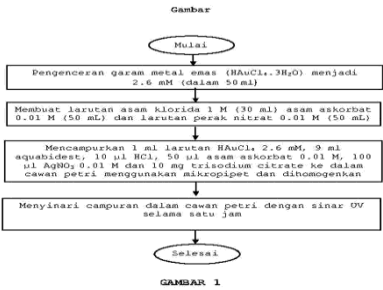 Gambar
Mulai
Pengenceran garam metal emas (HAuCl₄.3H₂O) menjadi
2.6 mM (dalam 50 ml)
Membuat larutan asam klorida 1 M (30 ml) asam askorbat
0.01 M (50 mL) dan larutan perak nitrat 0.01 M (50 mL)
Mencampurkan 1 ml larutan HAuCl₄ 2.6 mM, 9 ml
aquabidest, 10 µl HCl, 50 µl asam askorbat 0.01 M, 100
µl AgNO₃ 0.01 M dan 10 mg trisodium citrate ke dalam
cawan petri menggunakan mikropipet dan dihomogenkan
Menyinari campuran dalam cawan petri dengan sinar UV
selama satu jam
Selesai
GAMBAR 1